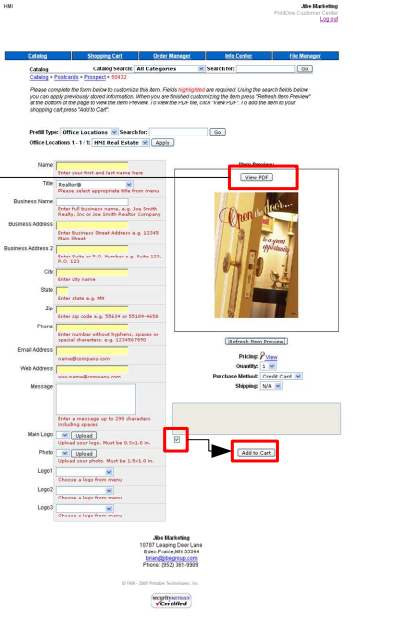 HMI
Jibe Marketing
PrintOne Customer Center
Log out
Catalog
Shopping Cart
Order Manager
Info Center
File Manager
Catalog
Catalog Search: All Categories
Search for:
Go
Catalog > Postcards > Prospect > 50432
Please complete the form below to customize this item. Fields highlighted are required. Using the search fields below
you can apply previously stored information. When you are finished customizing the item press "Refresh Item Preview"
at the bottom of the page to view the Item Preview. To view the PDF file, click "View PDF". To add the item to your
shopping cart press "Add to Cart".
Prefill Type: Office Locations
Search for:
Go
Office Locations 1 - 1 / 1: HMI Real Estate
Apply
Name
Enter your first and last name here
Item Preview:
View PDF
Title
Realtor®
Please select appropriate title from menu
Business Name
Enter full business name, e.g. Joe Smith
Realty, Inc or Joe Smith Realtor Company
Open the door...
to a great
opportunity
Business Address
Enter Business Street Address e.g. 12345
Main Street
Business Address 2
Enter Suite or P.O. Number e.g. Suite 123,
P.O. 123
City
Enter city name
State
Enter state e.g. MN
Zip
Enter zip code e.g. 55634 or 55189-4658
Phone
Enter number without hyphens, spaces or
special characters. e.g. 1234567890
Refresh Item Preview
Email Address
name@company.com
Pricing: View
Web Address
www.name@company.com
Quantity: 1
Purchase Method: Credit Card
Message
Shipping: N/A
Enter a message up to 290 characters
including spaces
Main Logo
Upload
Upload your logo. Must be 0.3x1.0 in.
Photo
Upload
Upload your photo. Must be 1.5x1.0 in.
Add to Cart
Logo1
Choose a logo from menu
Logo2
Choose a logo from menu
Logo3
Choose a logo from menu
Jibe Marketing
10787 Leaping Deer Lane
Eden Prairie,MN 55344
brian@jibegroup.com
Phone: (952) 361-9909
© 1999 - 2009 Printable Technologies, Inc.
SECURITYMETRICS
Certified